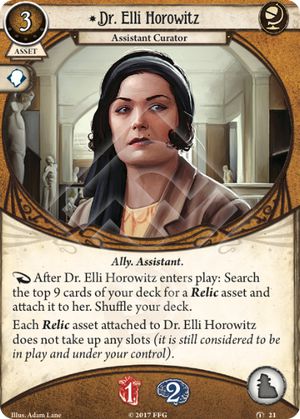 3
Dr. Elli Horowitz
ASSET
Assistant Curator
Ally. Assistant.
After Dr. Elli Horowitz enters play: Search
the top 9 cards of your deck for a Relic asset and
attach it to her. Shuffle your deck.
Each Relic asset attached to Dr. Elli Horowitz
does not take up any slots (it is still considered to be
in play and under your control).
1
2
Illus. Adam Lane
© 2017 FFG
21